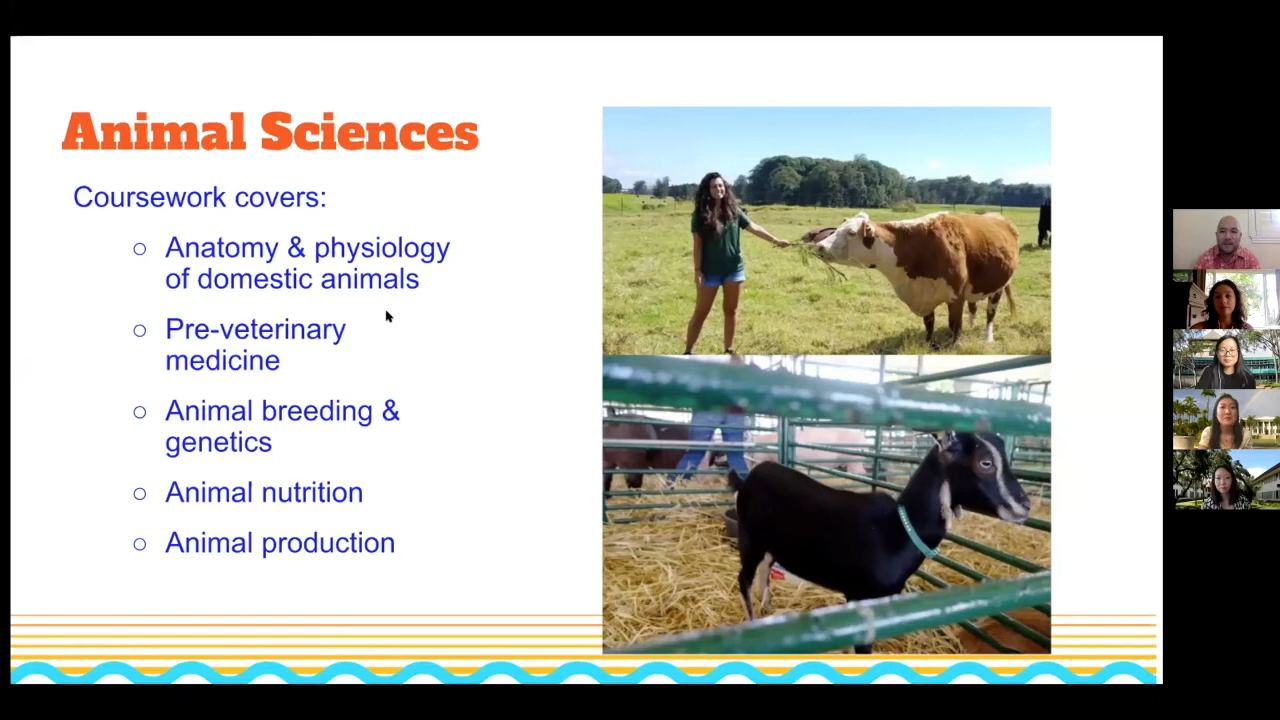 Animal Sciences
Coursework covers:
○ Anatomy & physiology
of domestic animals
○ Pre-veterinary
medicine
○ Animal breeding &
genetics
○ Animal nutrition
○ Animal production